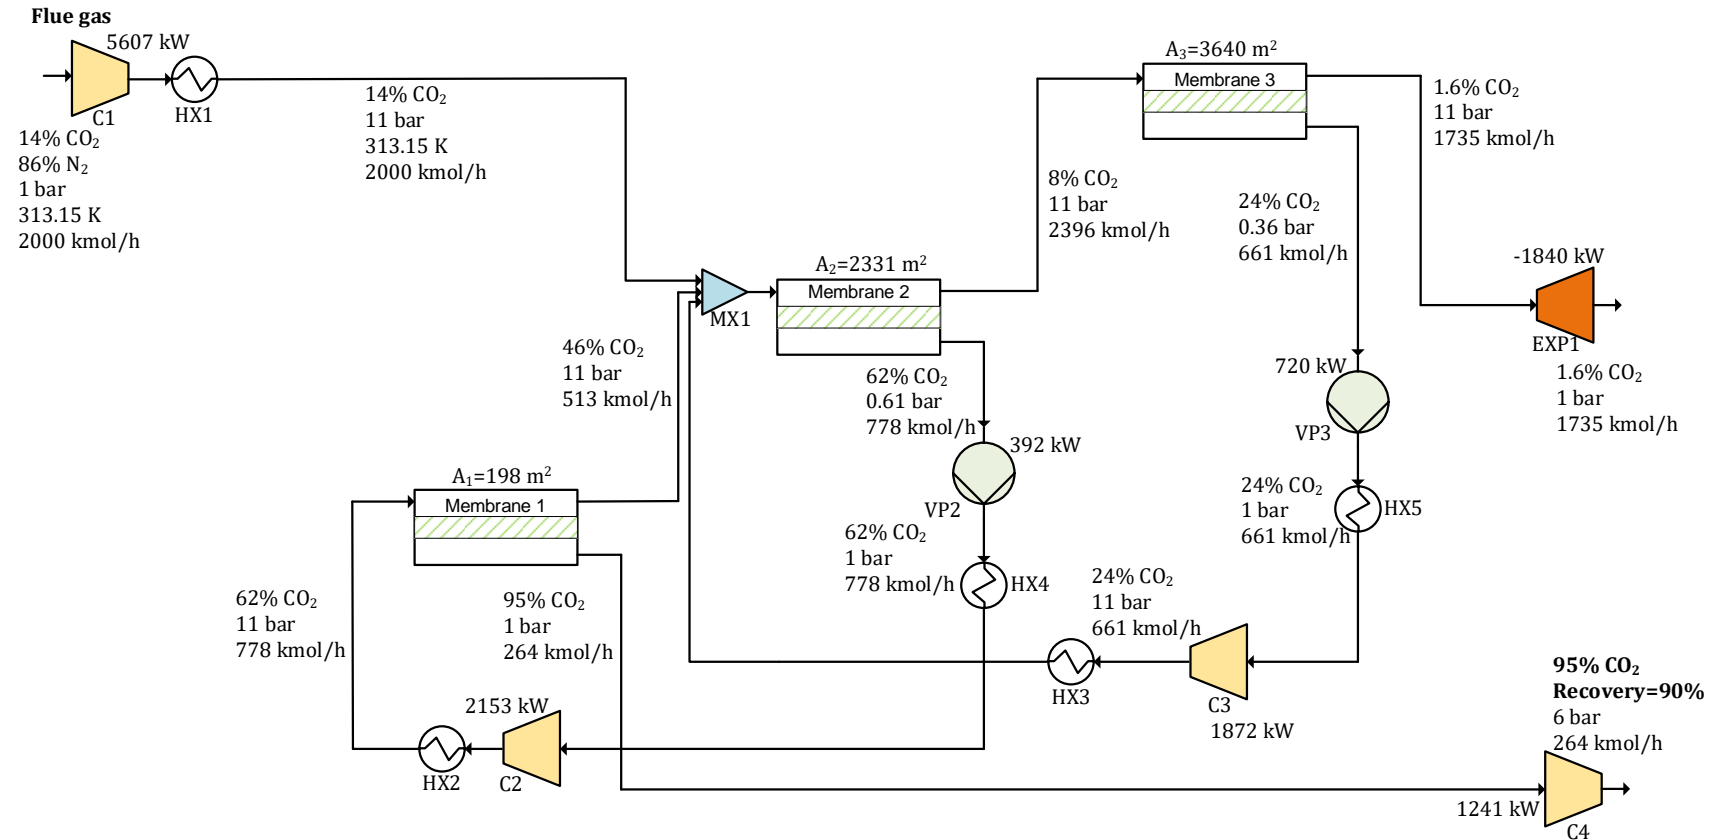 Flue gas
5607 kW
C1
HX1
14% CO₂
86% N₂
1 bar
313.15 K
2000 kmol/h
14% CO₂
11 bar
313.15 K
2000 kmol/h
MX1
A₂=2331 m²
Membrane 2
A₃=3640 m²
Membrane 3
8% CO₂
11 bar
2396 kmol/h
1.6% CO₂
11 bar
1735 kmol/h
24% CO₂
0.36 bar
661 kmol/h
-1840 kW
EXP1
1.6% CO₂
1 bar
1735 kmol/h
46% CO₂
11 bar
513 kmol/h
62% CO₂
0.61 bar
778 kmol/h
392 kW
VP2
720 kW
VP3
A₁=198 m²
Membrane 1
62% CO₂
1 bar
778 kmol/h
HX4
24% CO₂
1 bar
661 kmol/h
HX5
62% CO₂
11 bar
778 kmol/h
95% CO₂
1 bar
264 kmol/h
24% CO₂
11 bar
661 kmol/h
HX3
C3
1872 kW
2153 kW
HX2
C2
95% CO₂
Recovery=90%
6 bar
264 kmol/h
1241 kW
C4